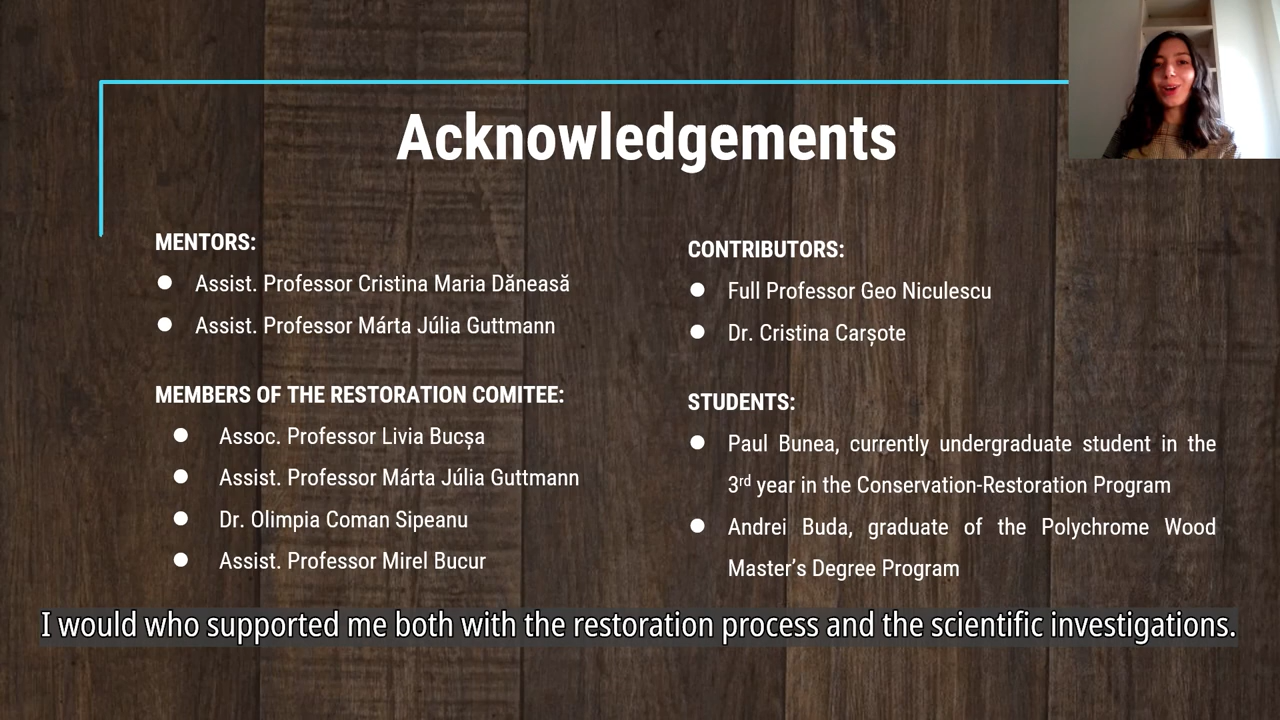 Acknowledgements
MENTORS:
● Assist. Professor Cristina Maria Dăneasă
● Assist. Professor Márta Júlia Guttmann
MEMBERS OF THE RESTORATION COMITEE:
● Assoc. Professor Livia Bucșa
● Assist. Professor Márta Júlia Guttmann
● Dr. Olimpia Coman Sipeanu
● Assist. Professor Mirel Bucur
CONTRIBUTORS:
● Full Professor Geo Niculescu
● Dr. Cristina Carșote
STUDENTS:
● Paul Bunea, currently undergraduate student in the
3rd year in the Conservation-Restoration Program
● Andrei Buda, graduate of the Polychrome Wood
Master’s Degree Program
I would who supported me both with the restoration process and the scientific investigations.